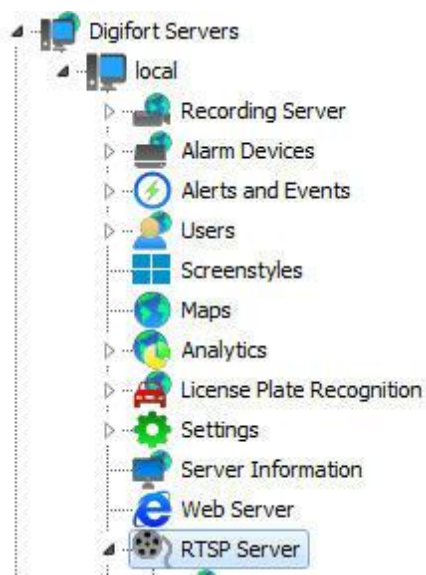 Digifort Servers
local
Recording Server
Alarm Devices
Alerts and Events
Users
Screenstyles
Maps
Analytics
License Plate Recognition
Settings
Server Information
Web Server
RTSP Server